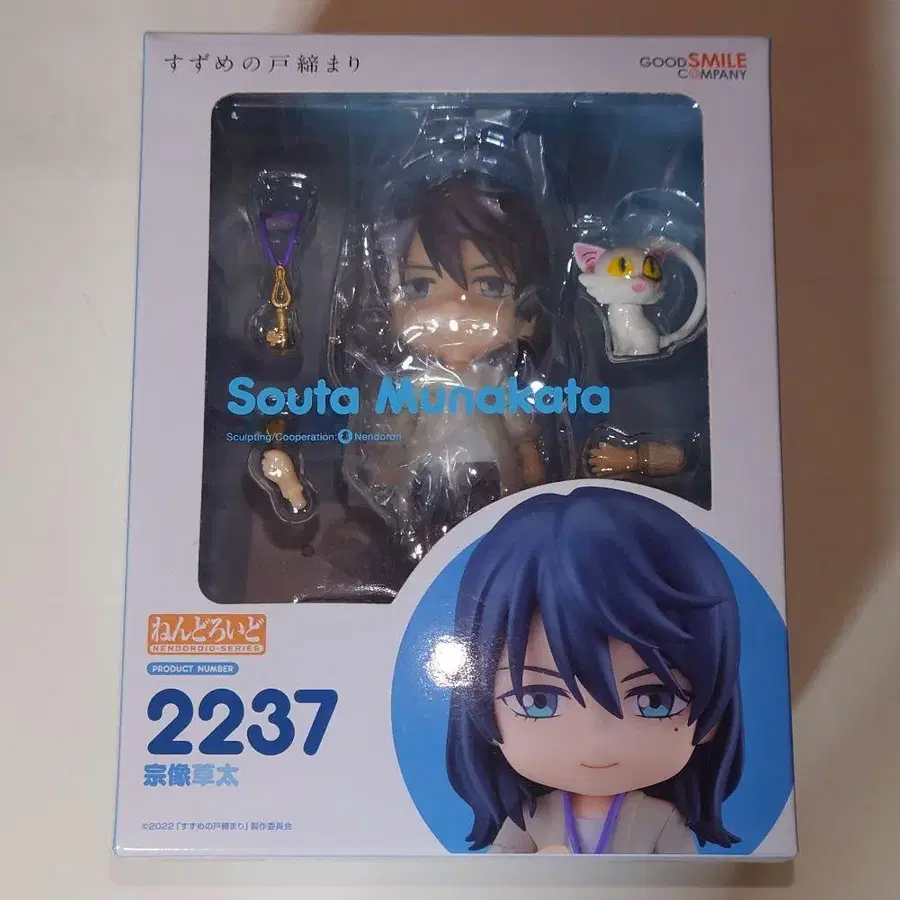 すずめの戸締まり
GOOD SMILE
COMPANY
Souta Munakata
Sculpting/Cooperation: Nendoron
ねんどろいど
NENDOROID-SERIES
PRODUCT NUMBER
2237
宗像草太
©2022「すずめの戸締まり」製作委員会